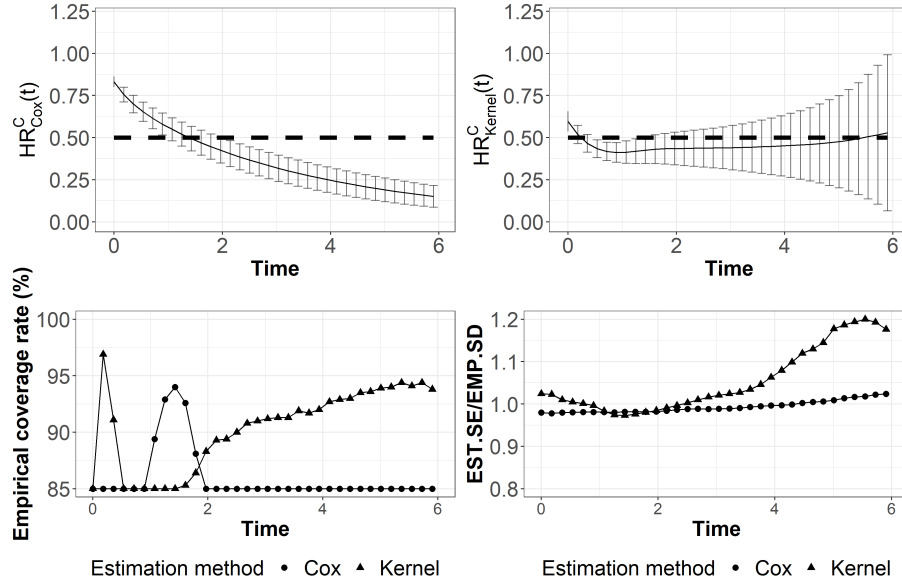 HR^C_Cox(t)
1.25
1.00
0.75
0.50
0.25
0.00
0 2 4 6
Time
HR^C_Kernel(t)
1.25
1.00
0.75
0.50
0.25
0.00
0 2 4 6
Time
Empirical coverage rate (%)
100
95
90
85
0 2 4 6
Time
Estimation method Cox Kernel
EST.SE/EMP.SD
1.2
1.1
1.0
0.9
0.8
0 2 4 6
Time
Estimation method Cox Kernel